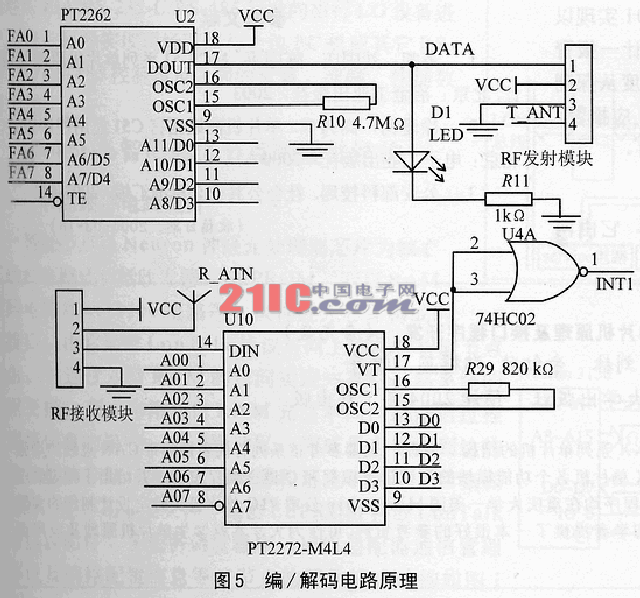 PT2262 U2 VCC
FA0 1 A0 VDD 18
FA1 2 A1 DOUT 17 DATA 1
FA2 3 A2 OSC2 16 VCC 2
FA3 4 A3 OSC1 15 3
FA4 5 A4 VSS 9 R10 4.7MΩ D1 T_ANT 4
FA5 6 A5 A11/D0 13 LED
FA6 7 A6/D5 A10/D1 12 RF发射模块
FA7 8 A7/D4 A9/D2 11 R11
14 TE A8/D3 10 1kΩ
U4A
2
3
1
INT1
74HC02
R_ATN
21IC中国电子网
.com
1 VCC
2
3
4
RF接收模块
U10 VCC
14 DIN VCC 18
A00 1 A0 VT 17
A01 2 A1 OSC1 16 R29 820 kΩ
A02 3 A2 OSC2 15
A03 4 A3 D0 10 D0
A04 5 A4 D1 11 D1
A05 6 A5 D2 12 D2
A06 7 A6 D3 13 D3
A07 8 A7 VSS 9
PT2272-M4L4
图5 编/解码电路原理